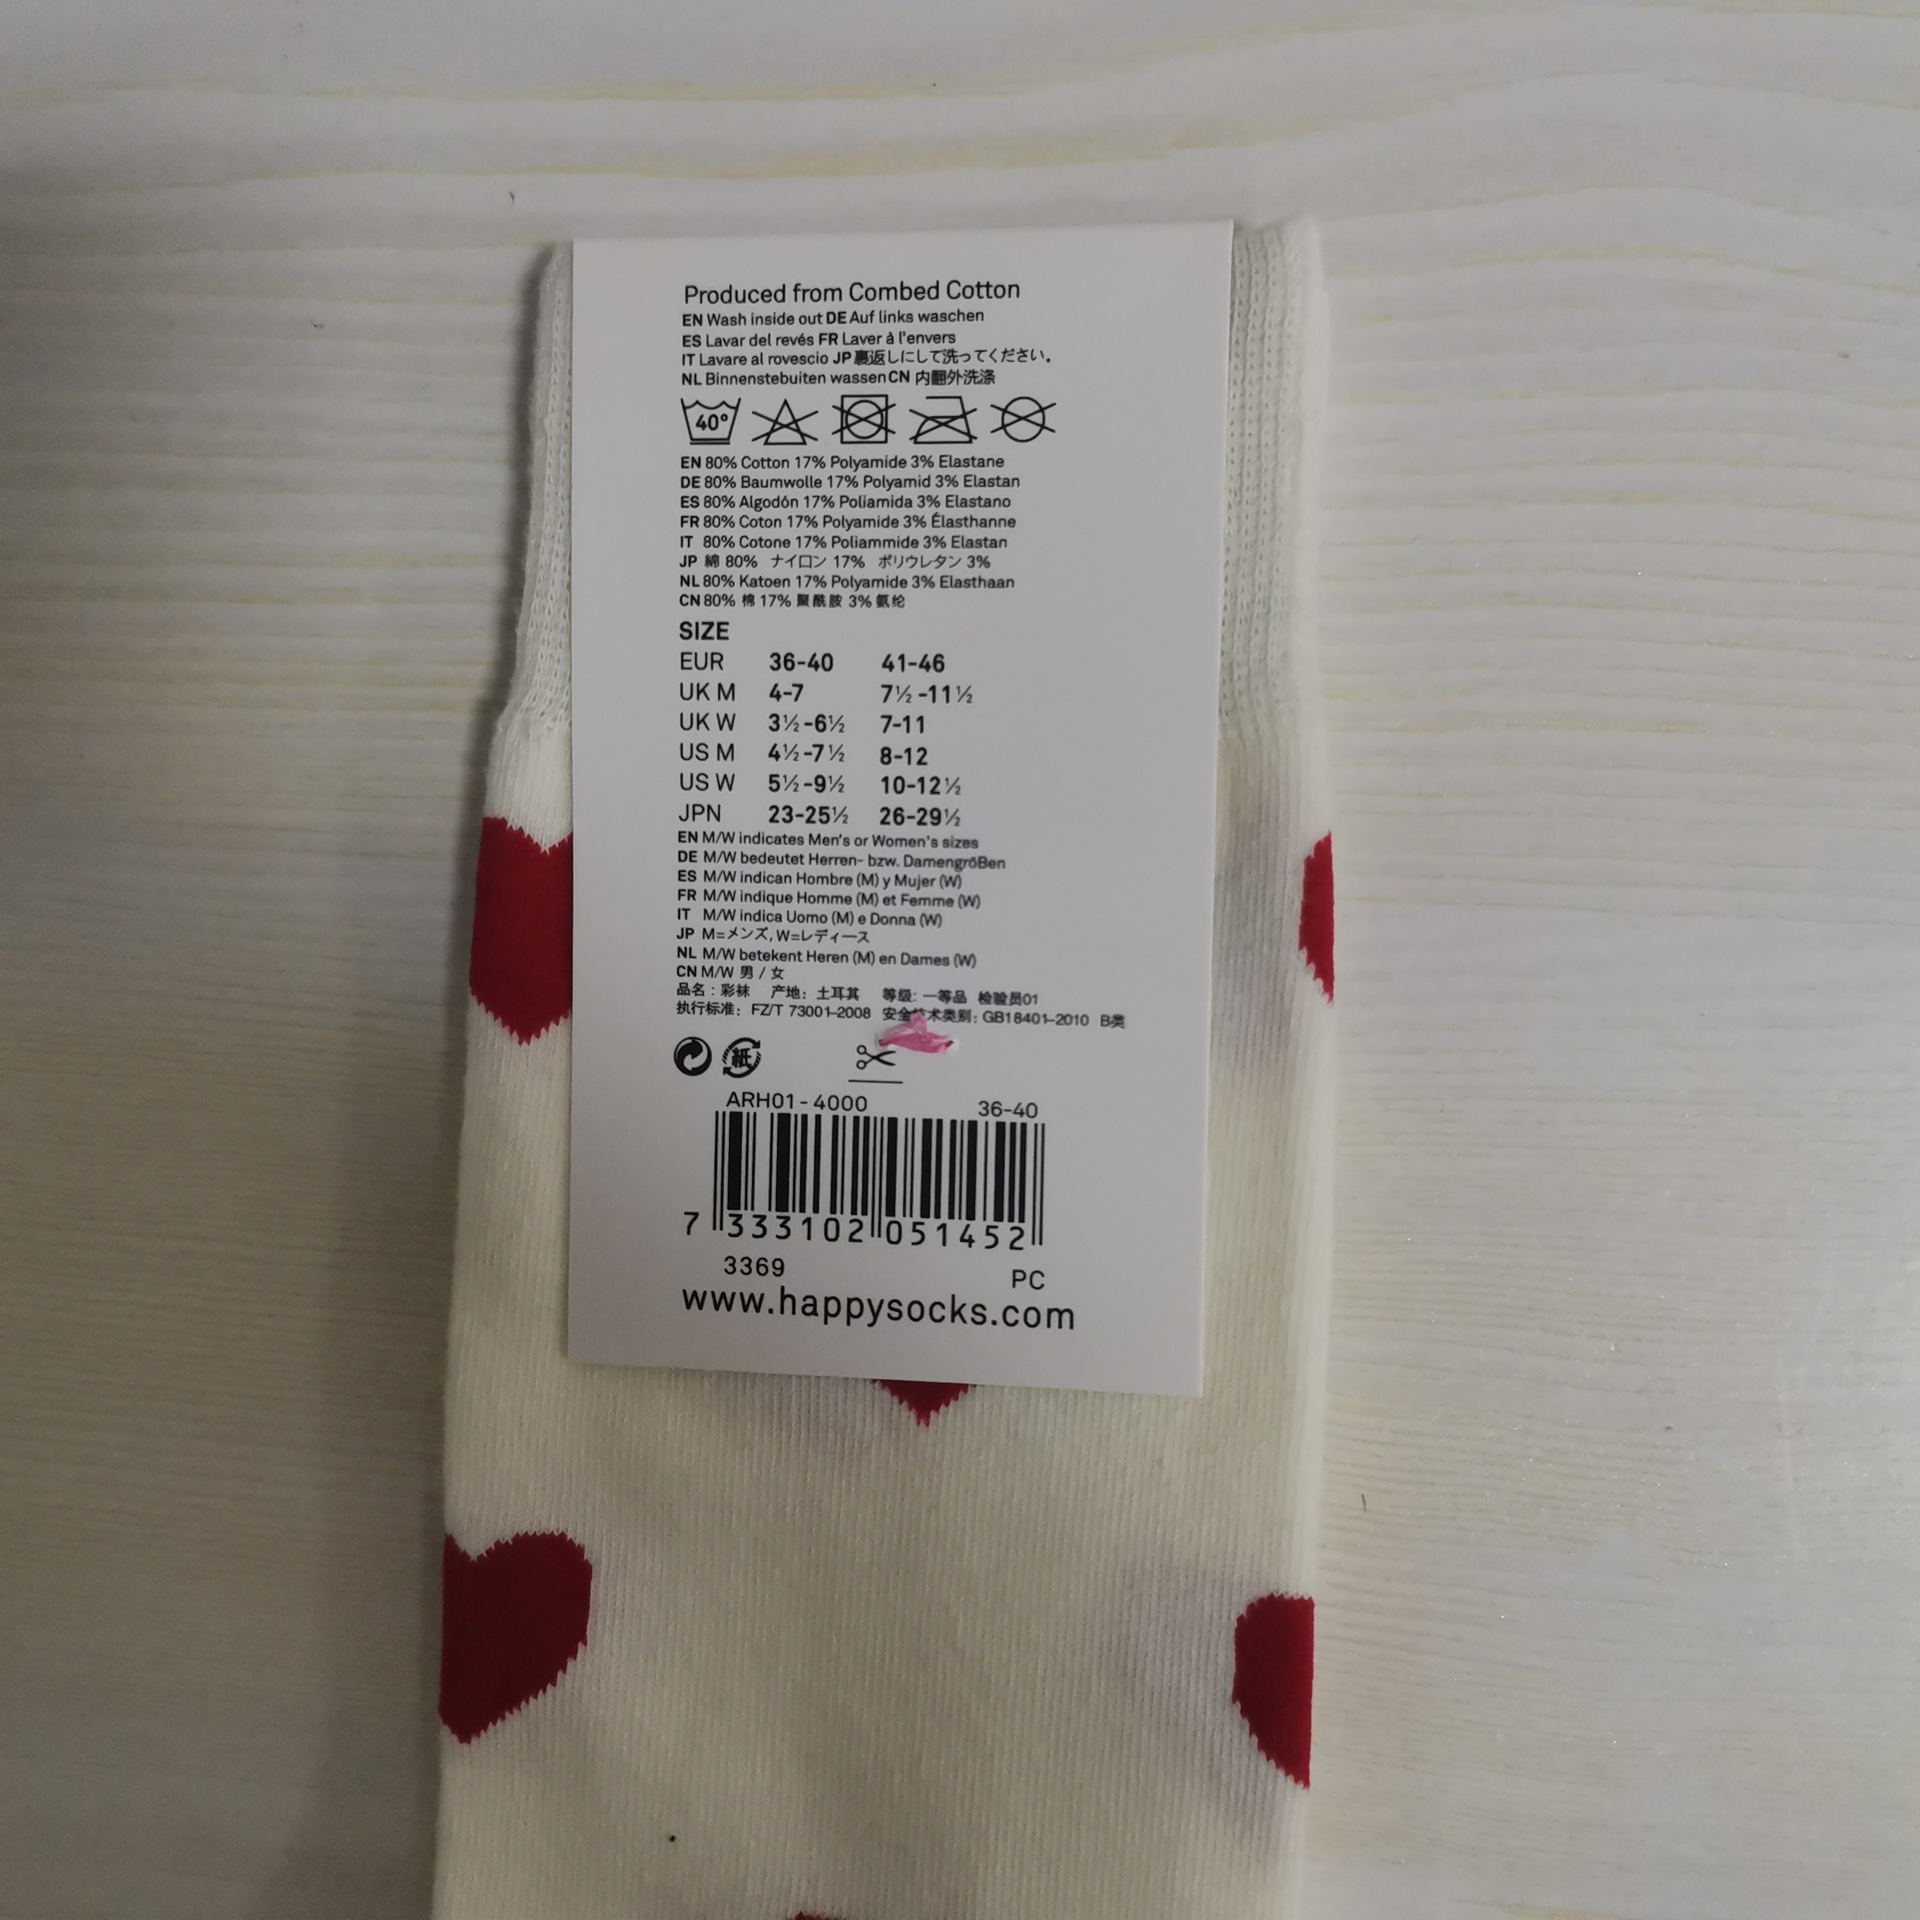 Produced from Combed Cotton
EN Wash inside out DE Auf links waschen
ES Lavar del revés FR Laver à l'envers
IT Lavare al rovescio JP 裏返しにして洗ってください。
NL Binnenstebuiten wassen CN 内翻外洗涤
40°
EN 80% Cotton 17% Polyamide 3% Elastane
DE 80% Baumwolle 17% Polyamid 3% Elastan
ES 80% Algodón 17% Poliamida 3% Elastano
FR 80% Coton 17% Polyamide 3% Élasthanne
IT 80% Cotone 17% Poliammide 3% Elastan
JP 綿 80% ナイロン 17% ポリウレタン 3%
NL 80% Katoen 17% Polyamide 3% Elasthaan
CN 80% 棉 17% 聚酰胺 3% 氨纶
SIZE
EUR 36-40 41-46
UK M 4-7 7½-11½
UK W 3½-6½ 7-11
US M 4½-7½ 8-12
US W 5½-9½ 10-12½
JPN 23-25½ 26-29½
EN M/W indicates Men's or Women's sizes
DE M/W bedeutet Herren- bzw. DamengrößBen
ES M/W indican Hombre (M) y Mujer (W)
FR M/W indique Homme (M) et Femme (W)
IT M/W indica Uomo (M) e Donna (W)
JP M=メンズ, W=レディース
NL M/W betekent Heren (M) en Dames (W)
CN M/W 男 / 女
品名：彩袜 产地：土耳其 等级: 一等品 检验员01
执行标准：FZ/T 73001-2008 安全技术类别: GB18401-2010 B类
紙
ARH01-4000 36-40
7 333102 051452
3369 PC
www.happysocks.com